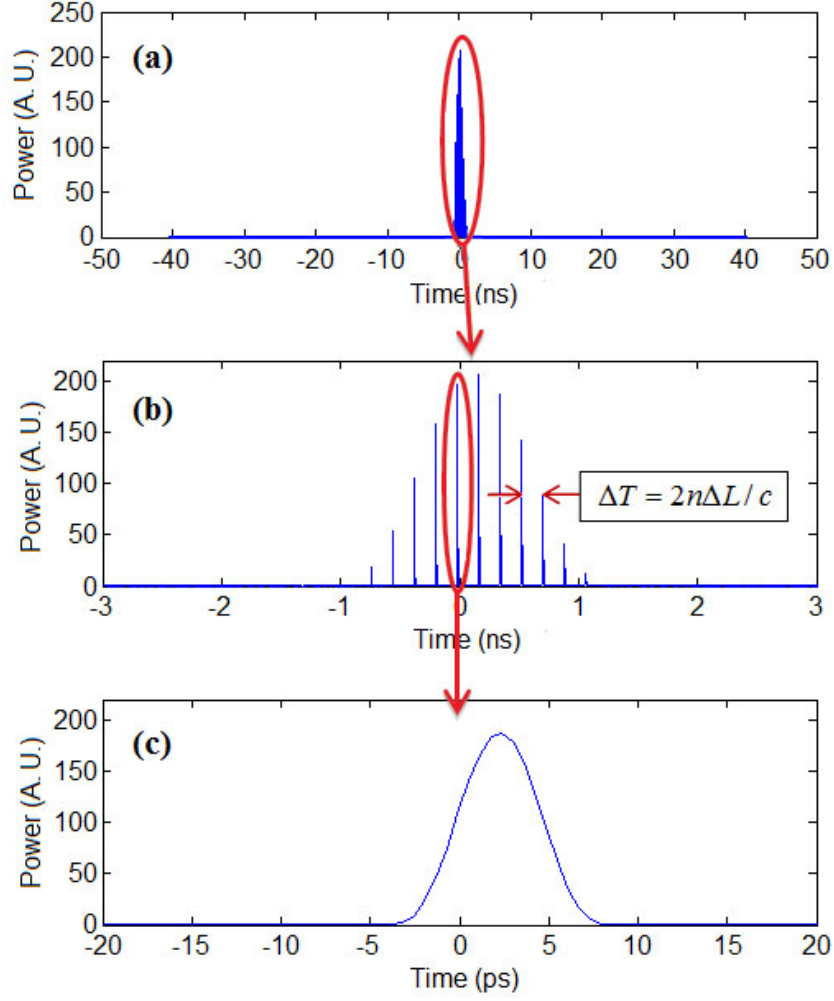 (a)
Power (A. U.)
250
200
150
100
50
0
-50 -40 -30 -20 -10 0 10 20 30 40 50
Time (ns)
(b)
Power (A. U.)
200
150
100
50
0
ΔT = 2nΔL / c
-3 -2 -1 0 1 2 3
Time (ns)
(c)
Power (A. U.)
200
150
100
50
0
-20 -15 -10 -5 0 5 10 15 20
Time (ps)